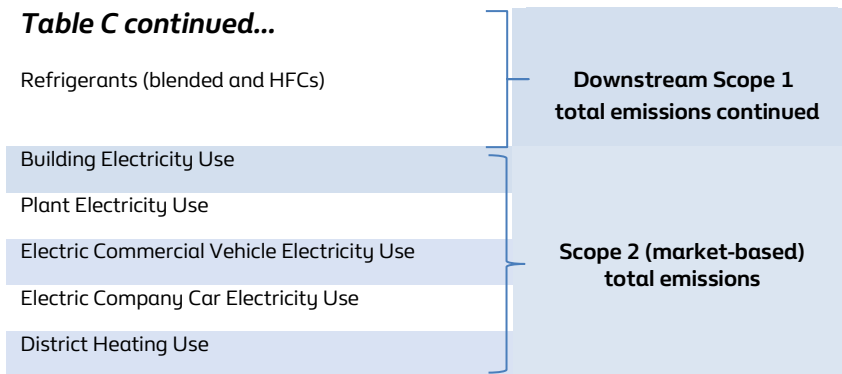 Table C continued...
Refrigerants (blended and HFCs)
Downstream Scope 1
total emissions continued
Building Electricity Use
Plant Electricity Use
Electric Commercial Vehicle Electricity Use
Electric Company Car Electricity Use
District Heating Use
Scope 2 (market-based)
total emissions